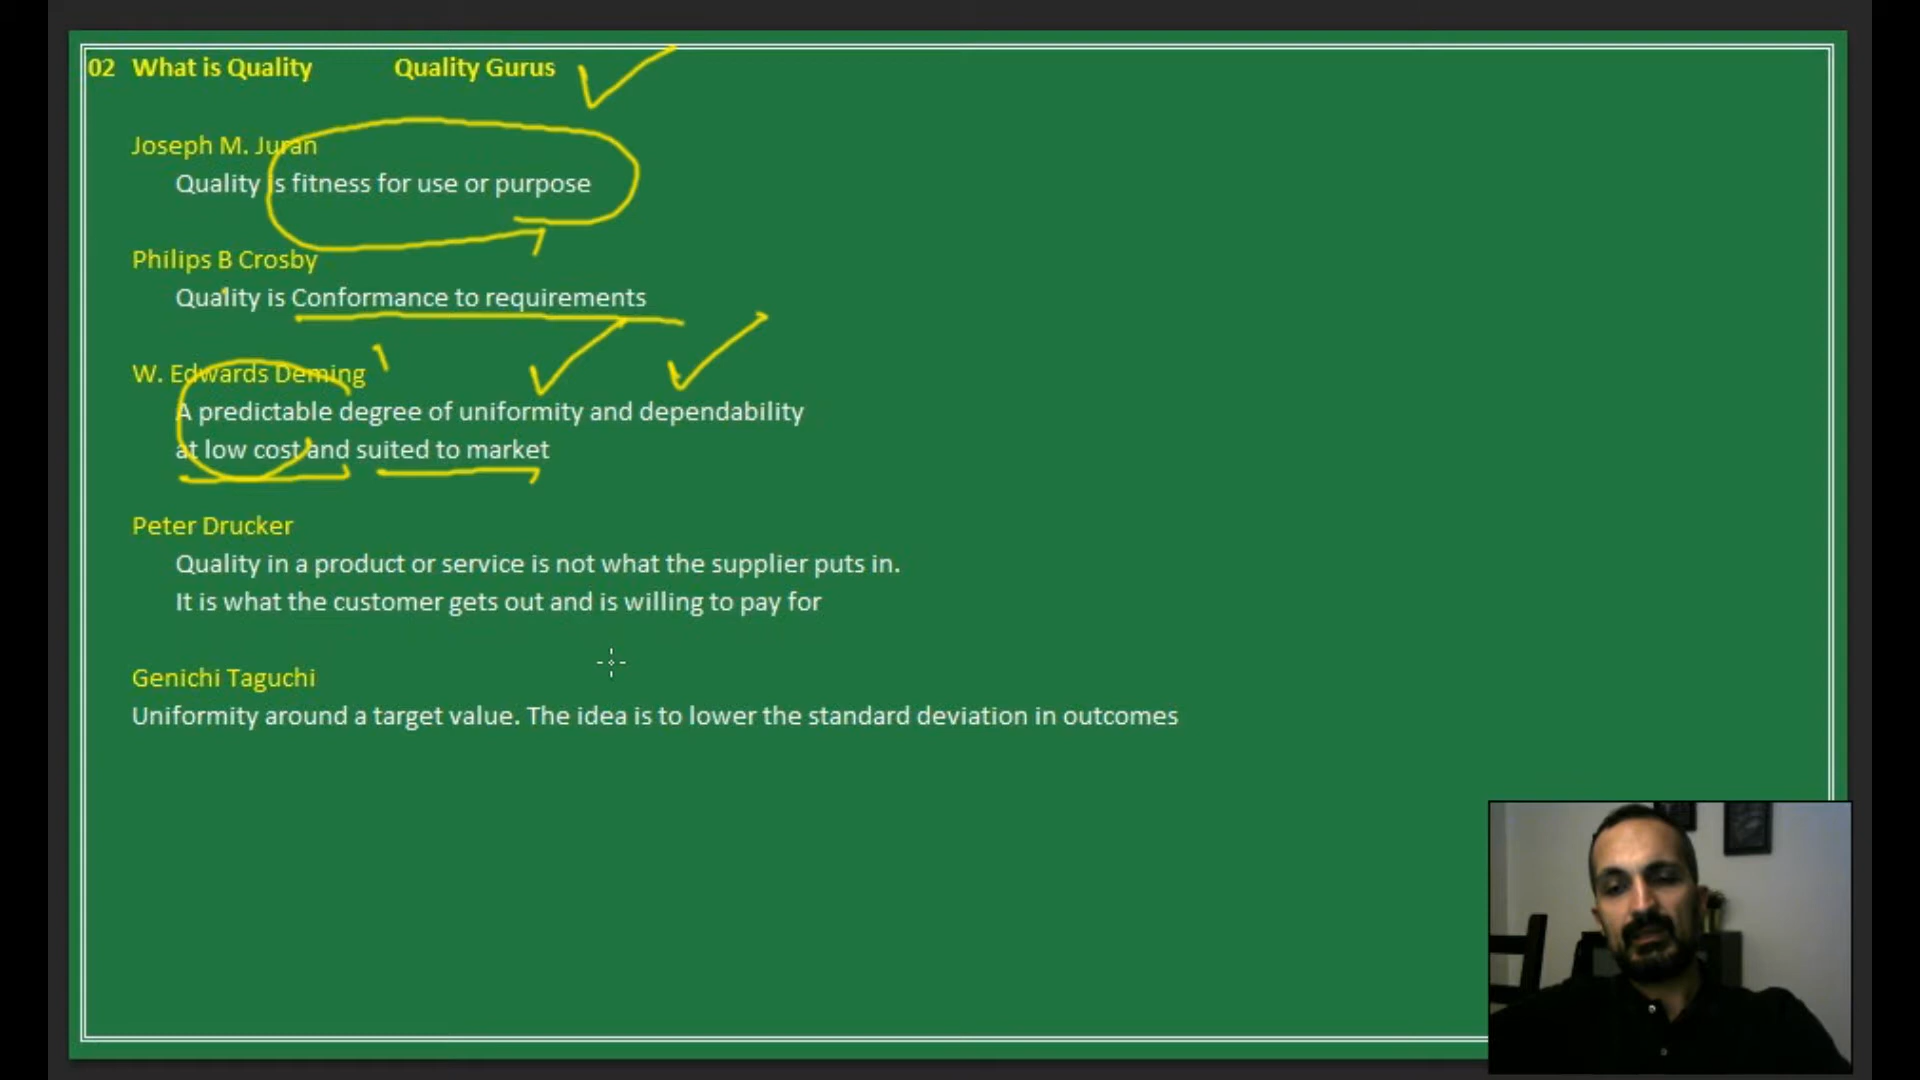 02 What is Quality Quality Gurus
Joseph M. Juran
Quality is fitness for use or purpose
Philips B Crosby
Quality is Conformance to requirements
W. Edwards Deming
A predictable degree of uniformity and dependability
at low cost and suited to market
Peter Drucker
Quality in a product or service is not what the supplier puts in.
It is what the customer gets out and is willing to pay for
Genichi Taguchi
Uniformity around a target value. The idea is to lower the standard deviation in outcomes